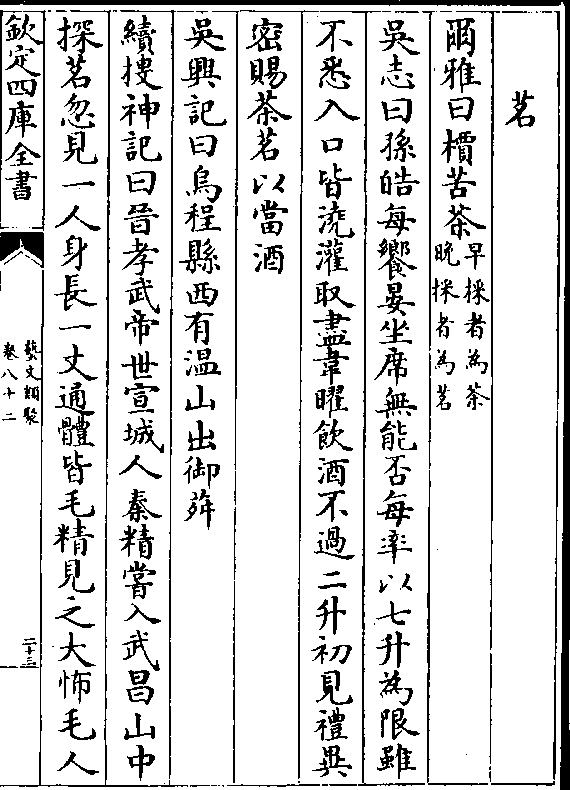 茗
爾雅曰檟苦荼早採者為茶
晚採者為茗
吳志曰孫皓每饗宴坐席無能否每率以七升為限雖
不悉入口皆澆灌取盡韋曜飲酒不過二升初見禮異
密賜茶茗以當酒
吳興記曰烏程縣西有温山出御荈
續搜神記曰晉孝武帝世宣城人秦精嘗入武昌山中
採茗忽見一人身長一丈通體皆毛精見之大怖毛人
欽定四庫全書
藝文類聚
卷八十二
二十三